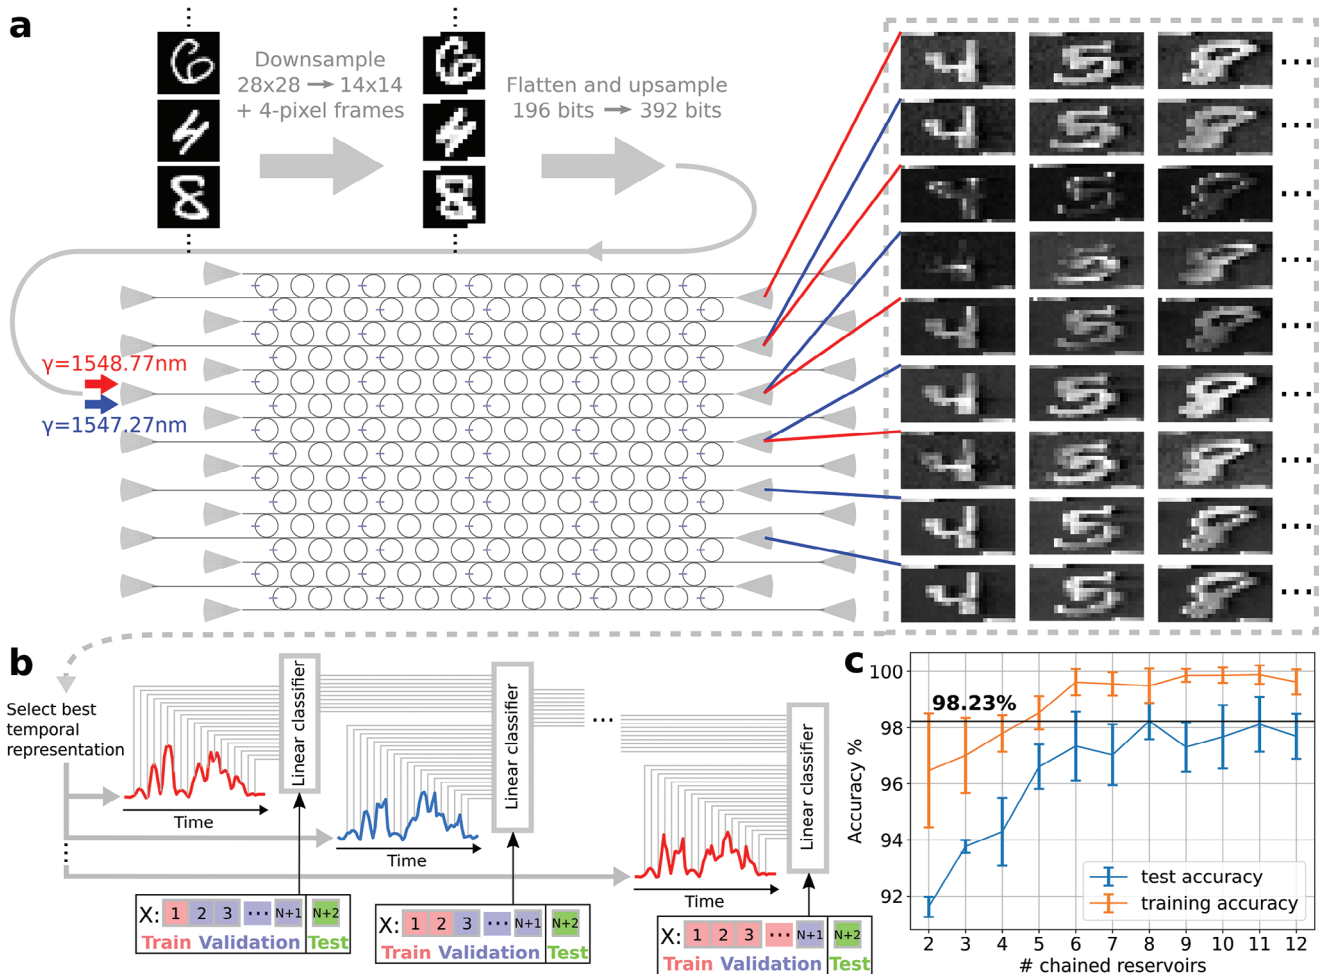 a
Downsample
28x28 → 14x14
+ 4-pixel frames
Flatten and upsample
196 bits → 392 bits
γ=1548.77nm
γ=1547.27nm
...
...
...
...
...
...
...
...
...
b
Select best
temporal
representation
Time
Linear classifier
Time
Linear classifier
...
Time
Linear classifier
X: 1 2 3 ... N+1 N+2
Train Validation Test
X: 1 2 3 ... N+1 N+2
Train Validation Test
X: 1 2 3 ... N+1 N+2
Train Validation Test
c
98.23%
100
98
96
94
92
Accuracy %
test accuracy
training accuracy
2 3 4 5 6 7 8 9 10 11 12
# chained reservoirs